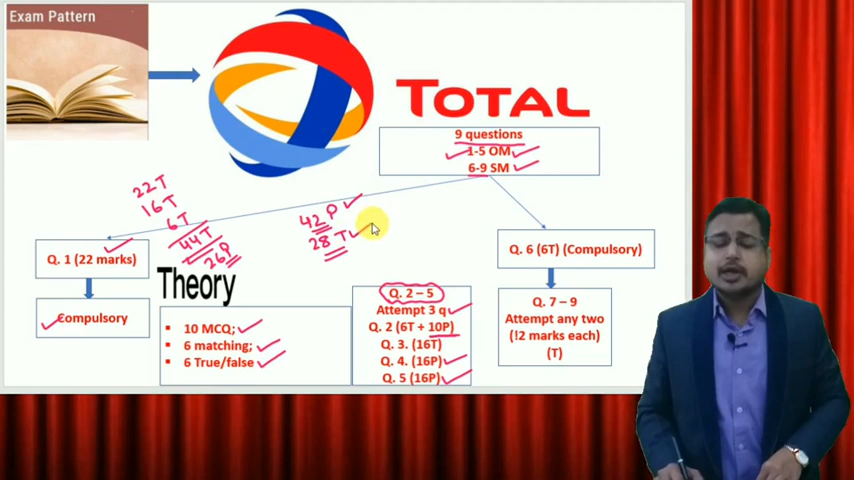 Exam Pattern
TOTAL
9 questions
1-5 OM
6-9 SM
22T
16T
6T
44T
26P
42P
28T
Q. 1 (22 marks)
Compulsory
Theory
10 MCQ;
6 matching;
6 True/false
Q. 2 – 5
Attempt 3 q
Q. 2 (6T + 10P)
Q. 3. (16T)
Q. 4. (16P)
Q. 5 (16P)
Q. 6 (6T) (Compulsory)
Q. 7 – 9
Attempt any two
(!2 marks each)
(T)